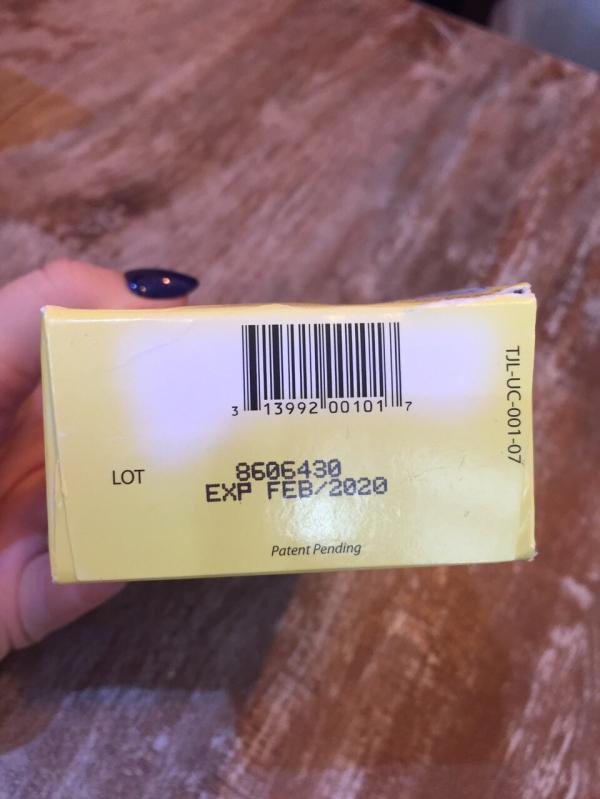 3 13992 00101 7
TJL-UC-001-07
LOT 8606430
EXP FEB/2020
Patent Pending